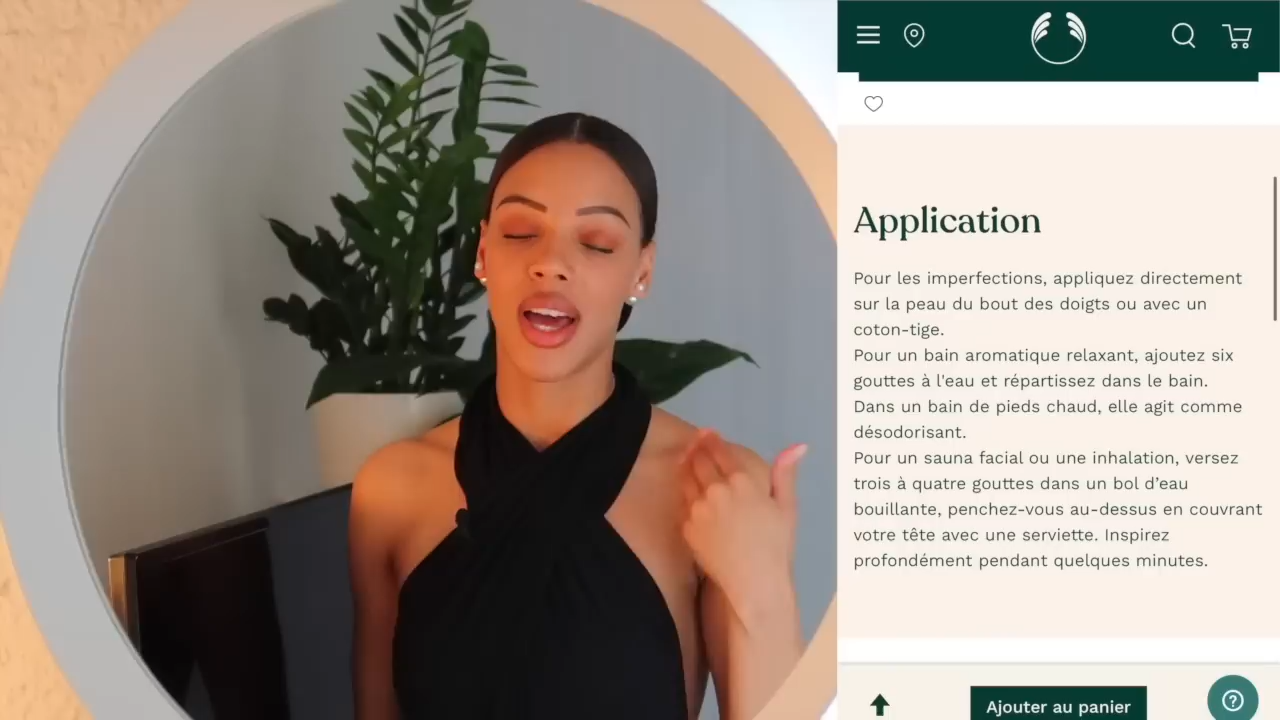 Application
Pour les imperfections, appliquez directement
sur la peau du bout des doigts ou avec un
coton-tige.
Pour un bain aromatique relaxant, ajoutez six
gouttes à l'eau et répartissez dans le bain.
Dans un bain de pieds chaud, elle agit comme
désodorisant.
Pour un sauna facial ou une inhalation, versez
trois à quatre gouttes dans un bol d’eau
bouillante, penchez-vous au-dessus en couvrant
votre tête avec une serviette. Inspirez
profondément pendant quelques minutes.
Ajouter au panier